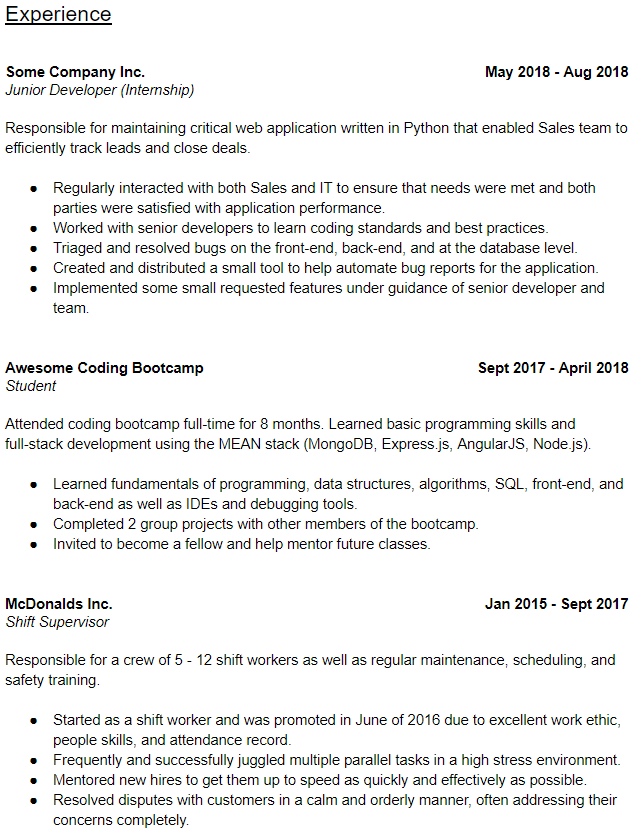 Experience
Some Company Inc. May 2018 - Aug 2018
Junior Developer (Internship)
Responsible for maintaining critical web application written in Python that enabled Sales team to
efficiently track leads and close deals.
● Regularly interacted with both Sales and IT to ensure that needs were met and both
parties were satisfied with application performance.
● Worked with senior developers to learn coding standards and best practices.
● Triaged and resolved bugs on the front-end, back-end, and at the database level.
● Created and distributed a small tool to help automate bug reports for the application.
● Implemented some small requested features under guidance of senior developer and
team.
Awesome Coding Bootcamp Sept 2017 - April 2018
Student
Attended coding bootcamp full-time for 8 months. Learned basic programming skills and
full-stack development using the MEAN stack (MongoDB, Express.js, AngularJS, Node.js).
● Learned fundamentals of programming, data structures, algorithms, SQL, front-end, and
back-end as well as IDEs and debugging tools.
● Completed 2 group projects with other members of the bootcamp.
● Invited to become a fellow and help mentor future classes.
McDonalds Inc. Jan 2015 - Sept 2017
Shift Supervisor
Responsible for a crew of 5 - 12 shift workers as well as regular maintenance, scheduling, and
safety training.
● Started as a shift worker and was promoted in June of 2016 due to excellent work ethic,
people skills, and attendance record.
● Frequently and successfully juggled multiple parallel tasks in a high stress environment.
● Mentored new hires to get them up to speed as quickly and effectively as possible.
● Resolved disputes with customers in a calm and orderly manner, often addressing their
concerns completely.